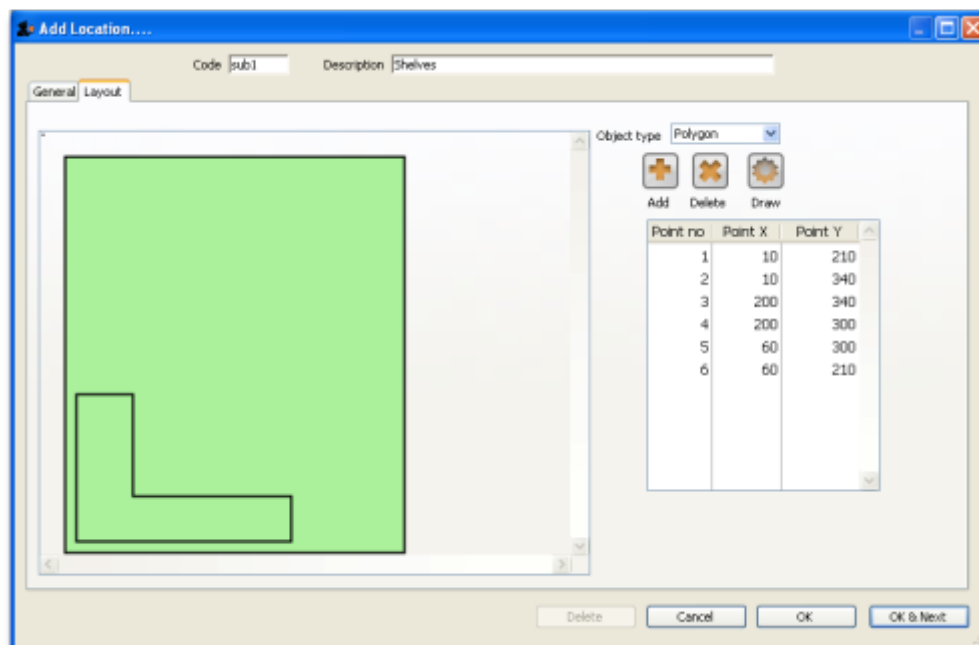 Add Location....
Code sub1 Description Shelves
General Layout
Object type Polygon
Add Delete Draw
Point no Point X Point Y
1 10 210
2 10 340
3 200 340
4 200 300
5 60 300
6 60 210
Delete Cancel OK OK & Next